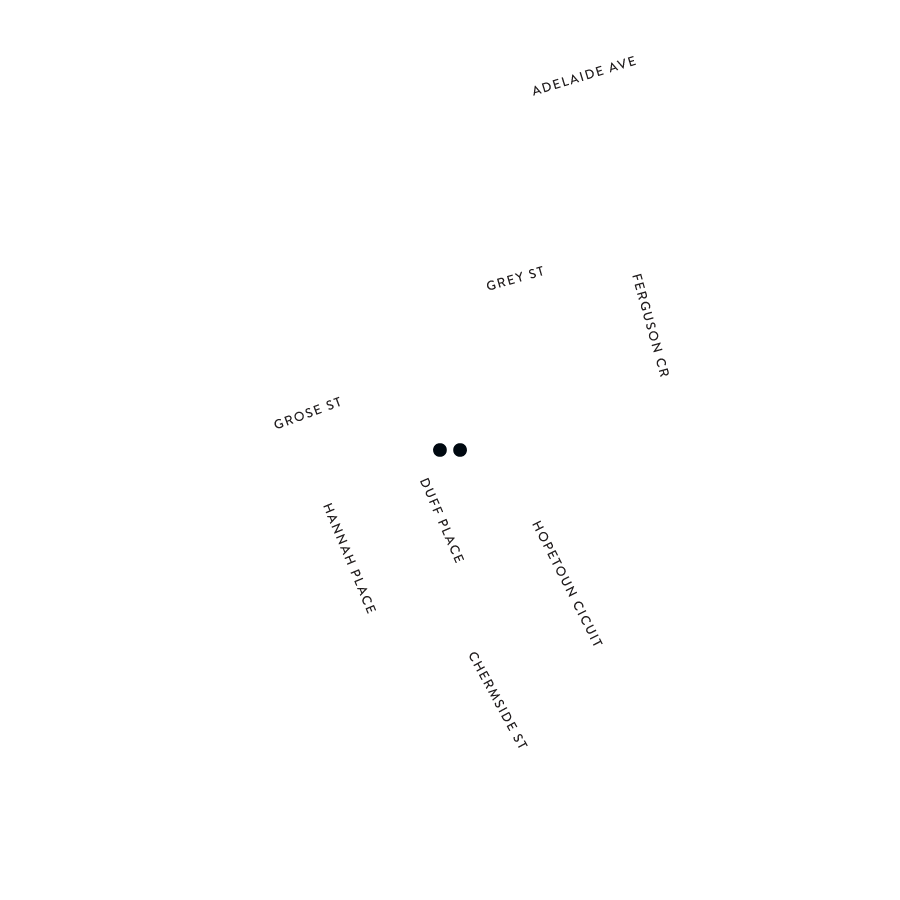 ADELAIDE AVE
GREY ST
FERGUSON CR
GROSE ST
DUFF PLACE
HANNAH PLACE
HOPETOUN CICUIT
CHERMSIDE ST